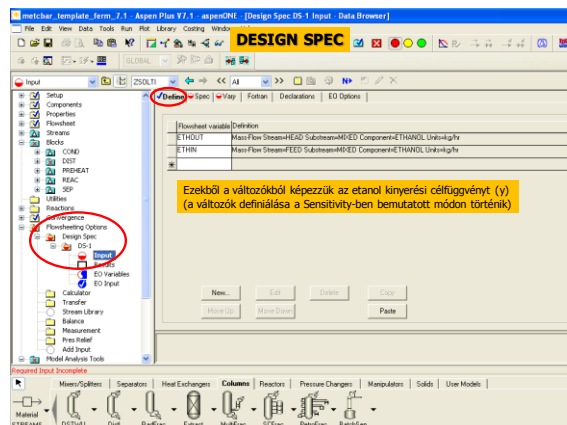 metcbar_template_ferm_7.1 - Aspen Plus V7.1 - aspenONE - [Design Spec DS-1 Input - Data Browser]
File Edit View Data Tools Run Plot Library Costing Window
DESIGN SPEC
GLOBAL
Input
ZSOLTI
All
N>
Setup
Components
Properties
Flowsheet
Streams
Blocks
COND
DIST
PREHEAT
REAC
SEP
Utilities
Reactions
Convergence
Flowsheeting Options
Design Spec
DS-1
Input
Results
EO Variables
EO Input
Calculator
Transfer
Stream Library
Balance
Measurement
Pres Relief
Add Input
Model Analysis Tools
Define Spec Vary Fortran Declarations EO Options
Flowsheet variable Definition
ETHOUT Mass-Flow Stream=HEAD Substream=MIXED Component=ETHANOL Units=kg/hr
ETHIN Mass-Flow Stream=FEED Substream=MIXED Component=ETHANOL Units=kg/hr
Ezekből a változókból képezzük az etanol kinyerési célfüggvényt (y)
(a változók definiálása a Sensitivity-ben bemutatott módon történik)
New... Edit Delete Copy
Move Up Move Down Paste
Required Input Incomplete
Mixers/Splitters Separators Heat Exchangers Columns Reactors Pressure Changers Manipulators Solids User Models
Material
STREAMS DSTWU Distl RadFrac Extract MultiFrac SCFrac PetroFrac BatchSep